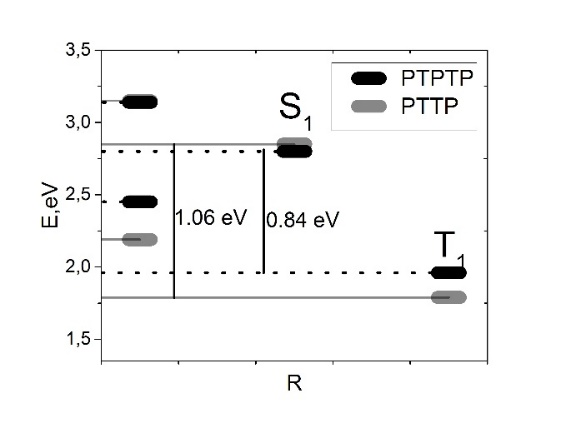 3,5
PTPTP
PTTP
S1
3,0
E,eV
2,5
1.06 eV
0.84 eV
T1
2,0
1,5
R